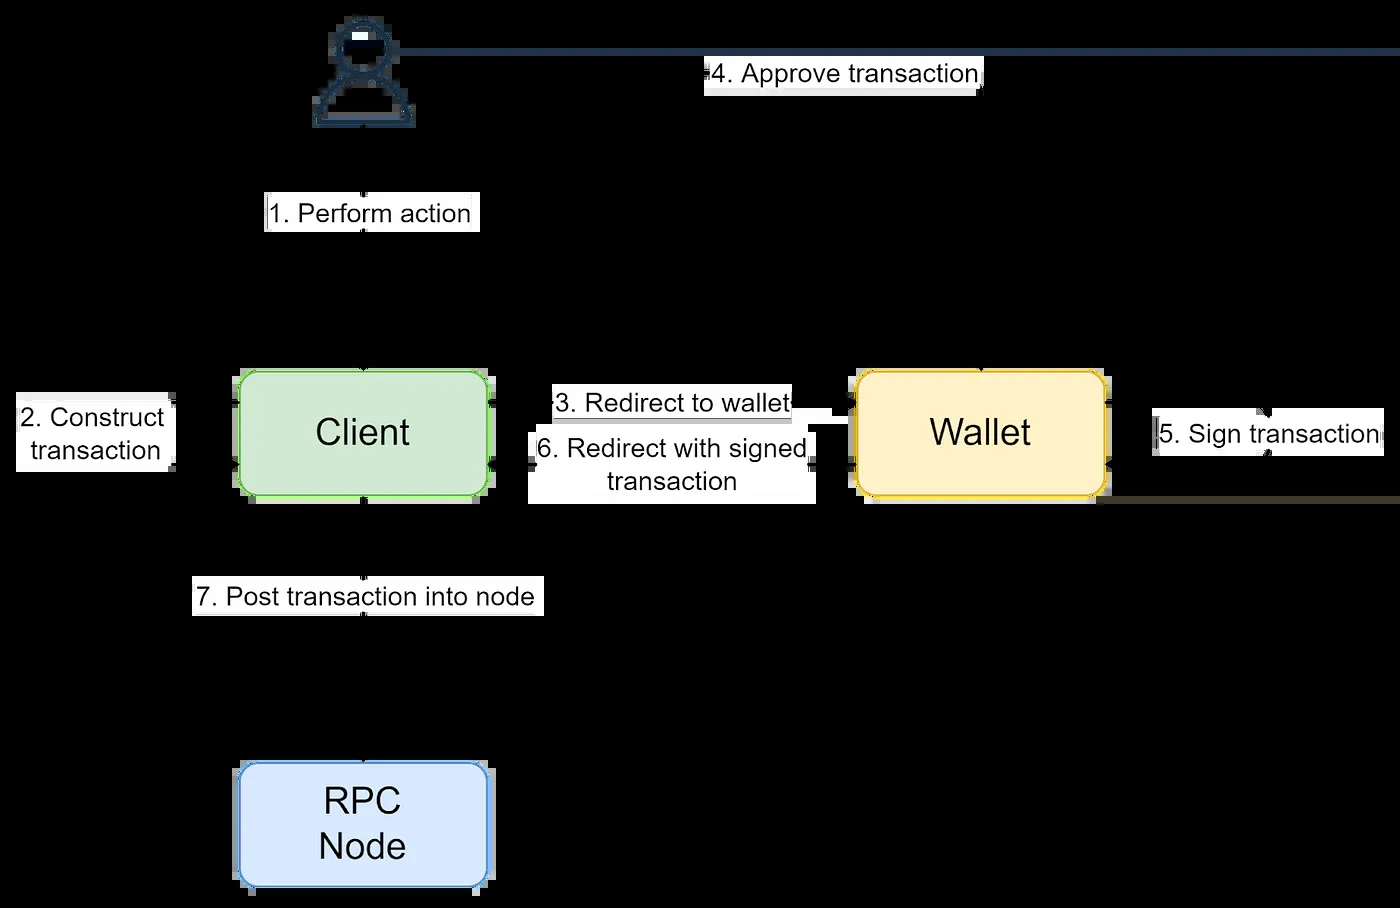 4. Approve transaction
1. Perform action
2. Construct
transaction
Client
3. Redirect to wallet
6. Redirect with signed
transaction
Wallet
5. Sign transaction
7. Post transaction into node
RPC
Node